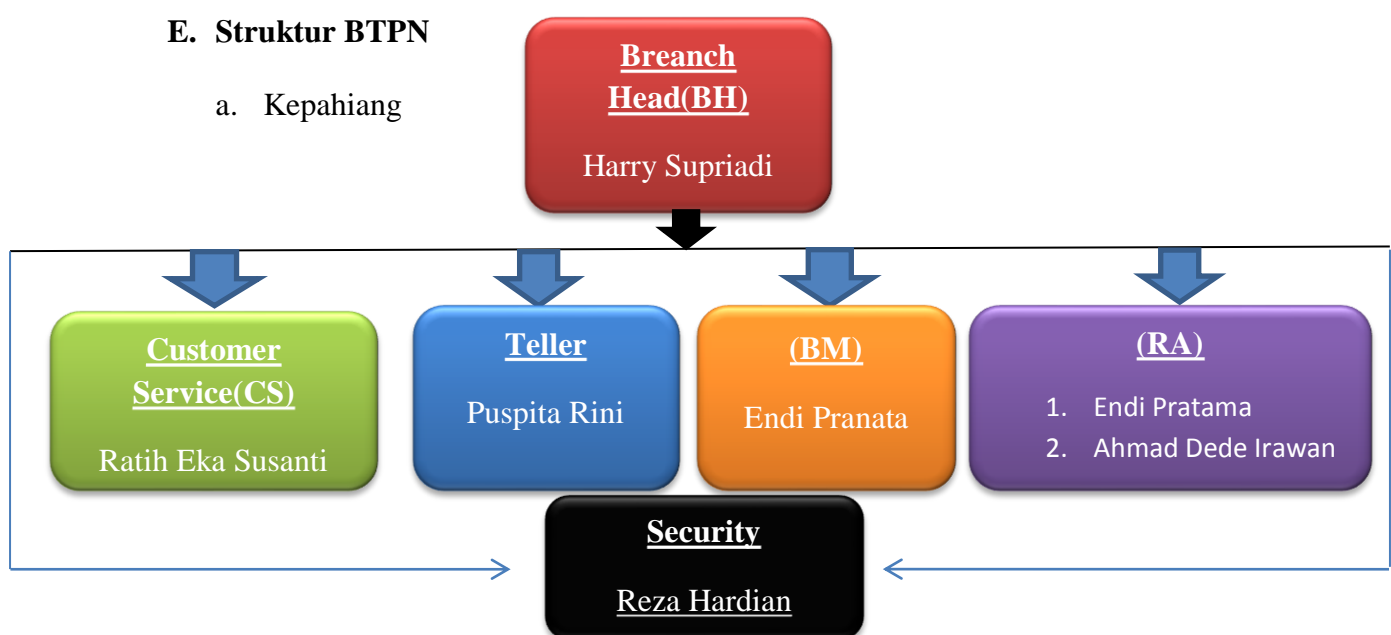 E. Struktur BTPN
a. Kepahiang
Breanch
Head(BH)
Harry Supriadi
Customer
Service(CS)
Ratih Eka Susanti
Teller
Puspita Rini
(BM)
Endi Pranata
(RA)
1. Endi Pratama
2. Ahmad Dede Irawan
Security
Reza Hardian